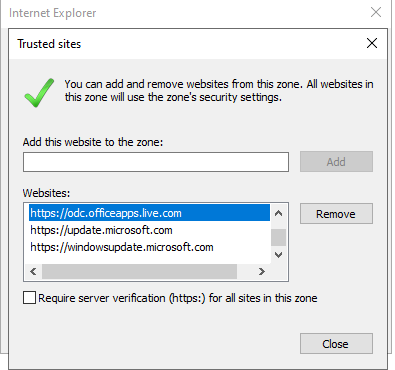 Internet Explorer
Trusted sites
You can add and remove websites from this zone. All websites in
this zone will use the zone's security settings.
Add this website to the zone:
Add
Websites:
https://odc.officeapps.live.com
Remove
https://update.microsoft.com
https://windowsupdate.microsoft.com
Require server verification (https:) for all sites in this zone
Close